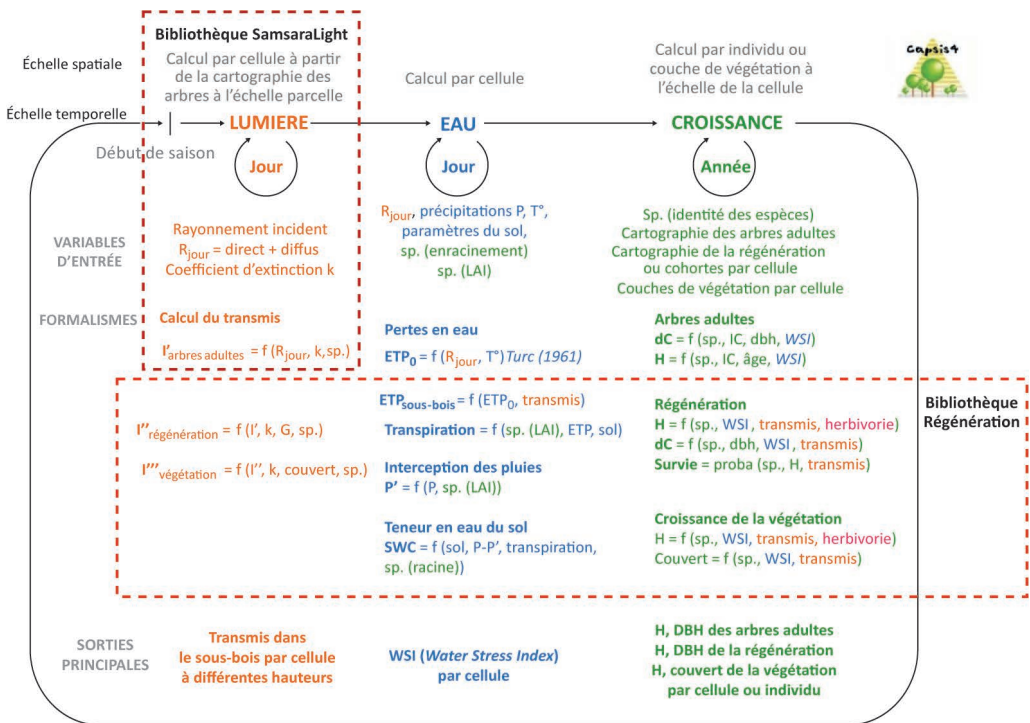 Bibliothèque SamsaraLight
Échelle spatiale
Calcul par cellule à partir
de la cartographie des
arbres à l'échelle parcelle
Calcul par cellule
Calcul par individu ou
couche de végétation à
l'échelle de la cellule
Capsis4
Échelle temporelle
LUMIERE
EAU
CROISSANCE
Début de saison
Jour
Jour
Année
VARIABLES
D'ENTRÉE
Rayonnement incident
Rjour = direct + diffus
Coefficient d'extinction k
Rjour, précipitations P, T°,
paramètres du sol,
sp. (enracinement)
sp. (LAI)
Sp. (identité des espèces)
Cartographie des arbres adultes
Cartographie de la régénération
ou cohortes par cellule
Couches de végétation par cellule
FORMALISMES
Calcul du transmis
I'arbres adultes = f (Rjour, k, sp.)
Pertes en eau
ETP0 = f (Rjour, T°) Turc (1961)
Arbres adultes
dC = f (sp., IC, dbh, WSI)
H = f (sp., IC, âge, WSI)
Bibliothèque
Régénération
I''régénération = f (I', k, G, sp.)
I'''végétation = f (I'', k, couvert, sp.)
ETPsous-bois= f (ETP0, transmis)
Transpiration = f (sp. (LAI), ETP, sol)
Interception des pluies
P' = f (P, sp. (LAI))
Teneur en eau du sol
SWC = f (sol, P-P', transpiration,
sp. (racine))
Régénération
H = f (sp., WSI, transmis, herbivorie)
dC = f (sp., dbh, WSI, transmis)
Survie = proba (sp., H, transmis)
Croissance de la végétation
H = f (sp., WSI, transmis, herbivorie)
Couvert = f (sp., WSI, transmis)
SORTIES
PRINCIPALES
Transmis dans
le sous-bois par cellule
à différentes hauteurs
WSI (Water Stress Index)
par cellule
H, DBH des arbres adultes
H, DBH de la régénération
H, couvert de la végétation
par cellule ou individu